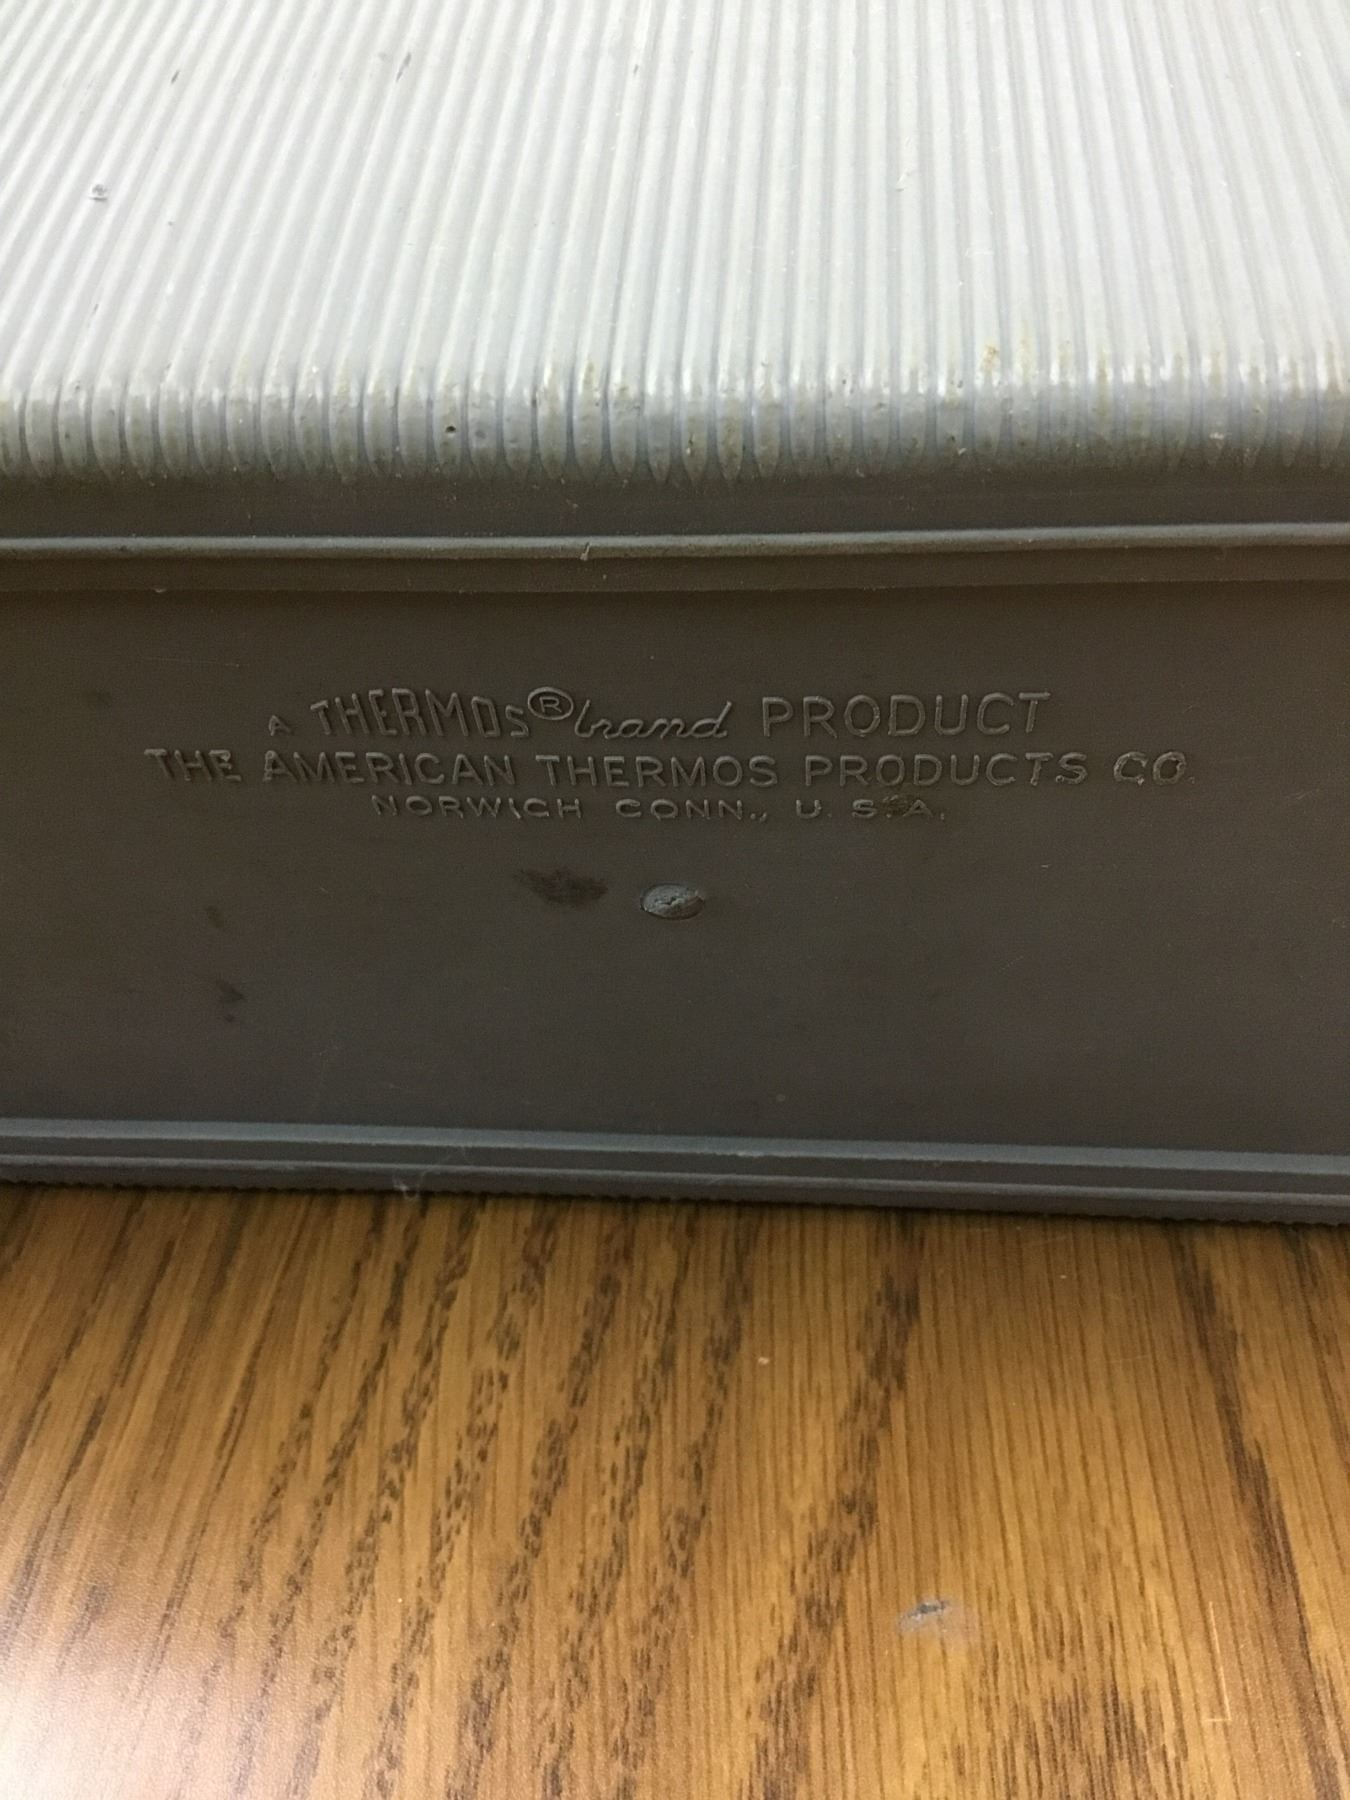 A THERMOS® brand PRODUCT
THE AMERICAN THERMOS PRODUCTS CO.
NORWICH CONN., U. S. A.